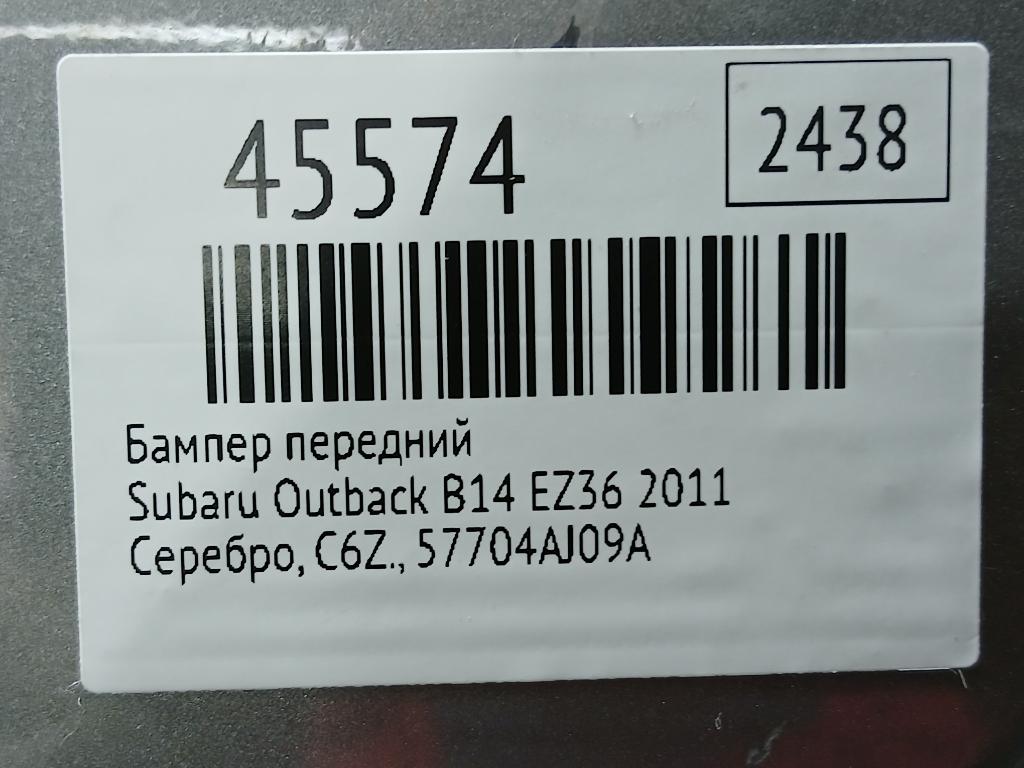 45574
2438
Бампер передний
Subaru Outback B14 EZ36 2011
Серебро, C6Z., 57704AJ09A